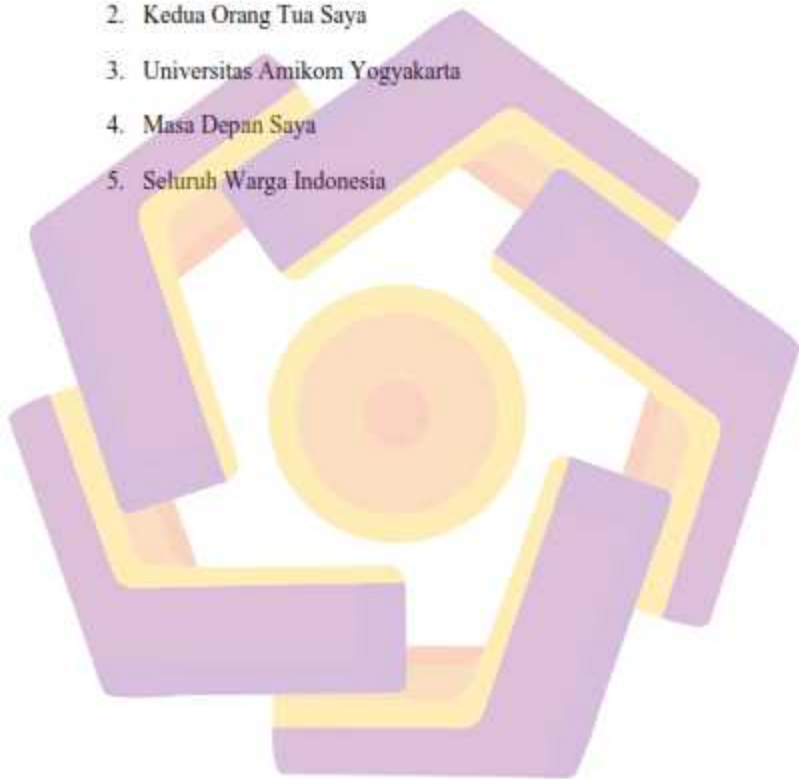 2. Kedua Orang Tua Saya
3. Universitas Amikom Yogyakarta
4. Masa Depan Saya
5. Seluruh Warga Indonesia